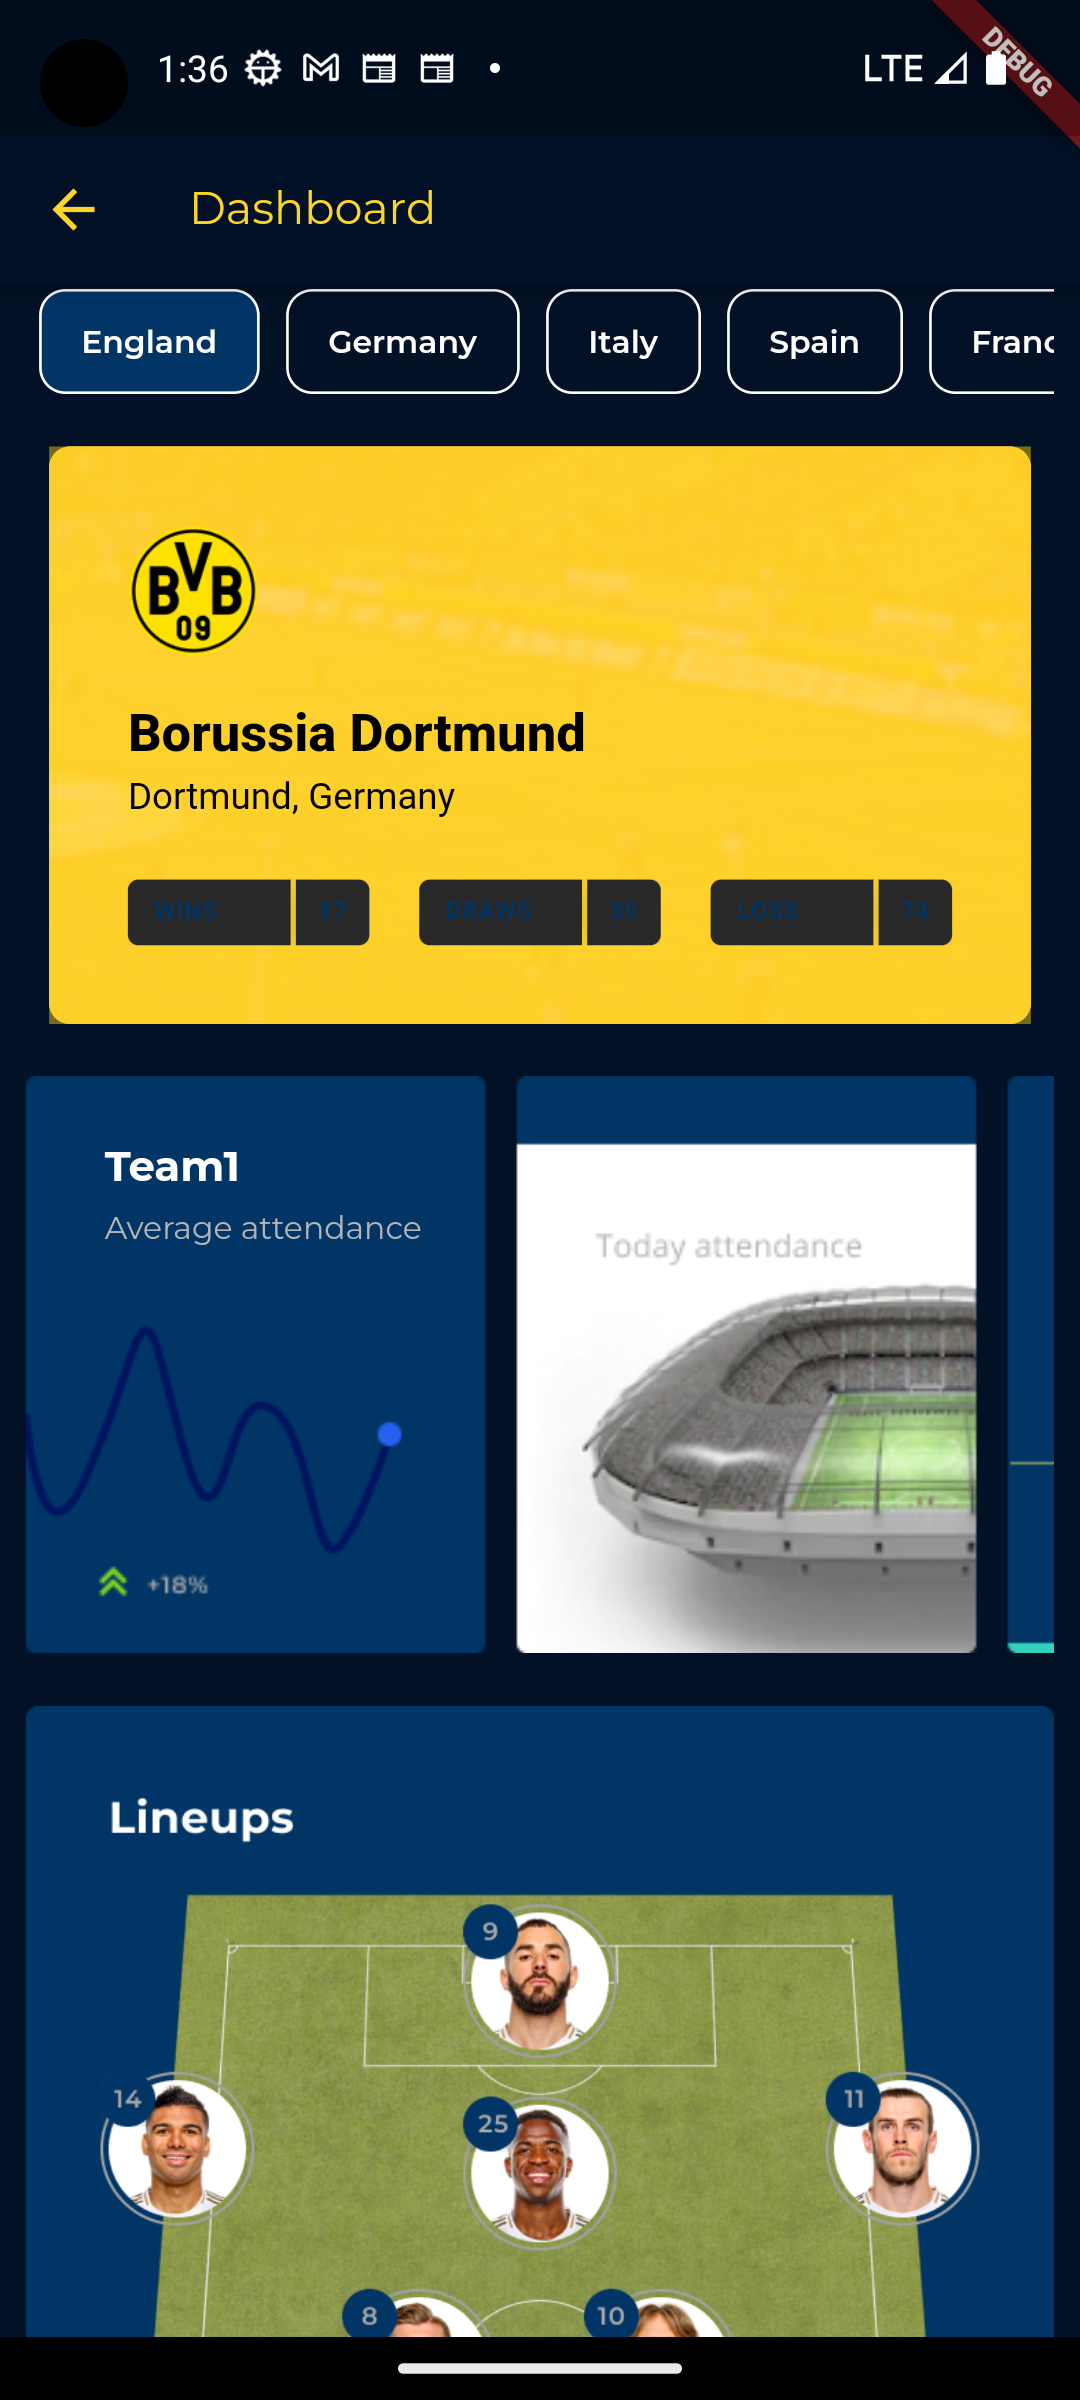 1:36
LTE
DEBUG
Dashboard
England
Germany
Italy
Spain
Franc
BVB
09
Borussia Dortmund
Dortmund, Germany
WINS 17
DRAWS 39
LOSS 74
Team1
Average attendance
Today attendance
+18%
Lineups
9
14
25
11
8
10